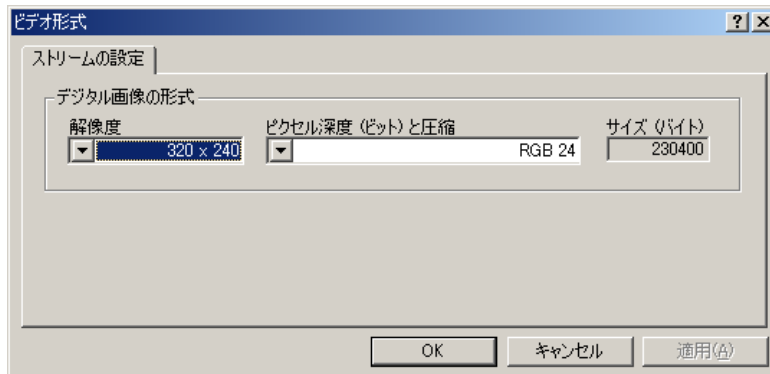 ビデオ形式
ストリームの設定
デジタル画像の形式
解像度 ピクセル深度 (ビット) と圧縮 サイズ (バイト)
320 x 240 RGB 24 230400
OK キャンセル 適用(A)